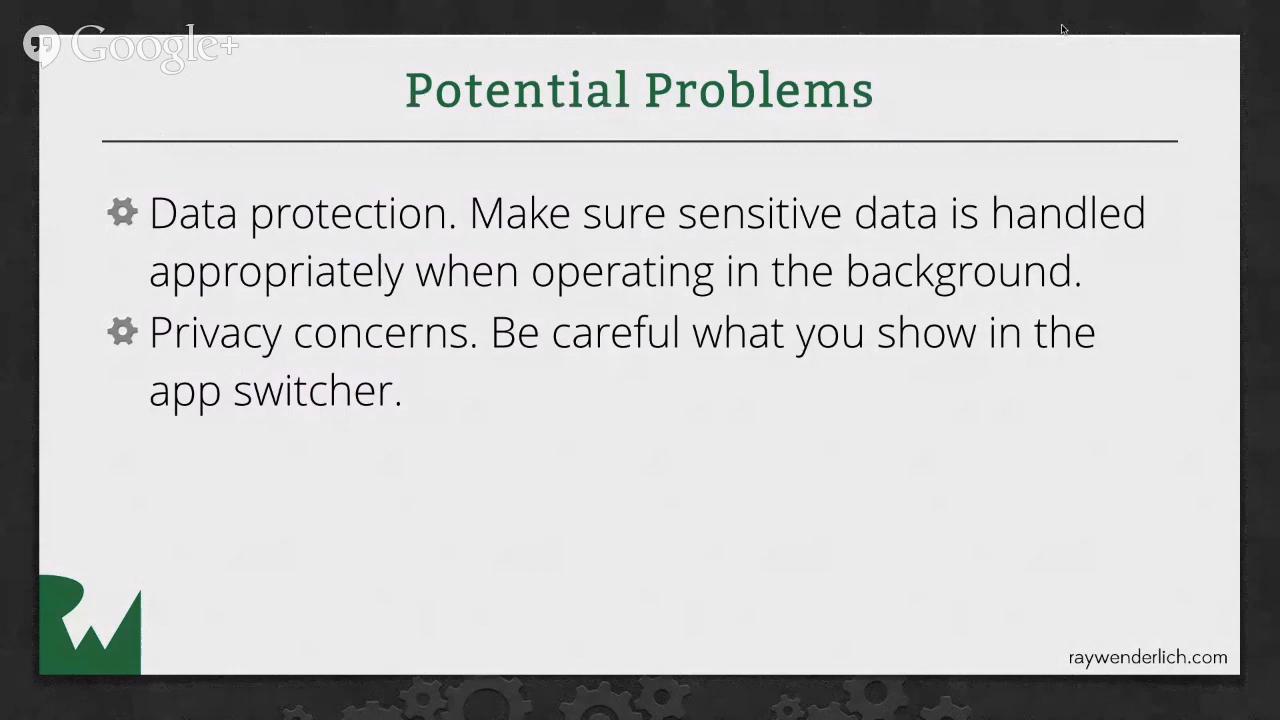 Google+
Potential Problems
Data protection. Make sure sensitive data is handled
appropriately when operating in the background.
Privacy concerns. Be careful what you show in the
app switcher.
RW
raywenderlich.com